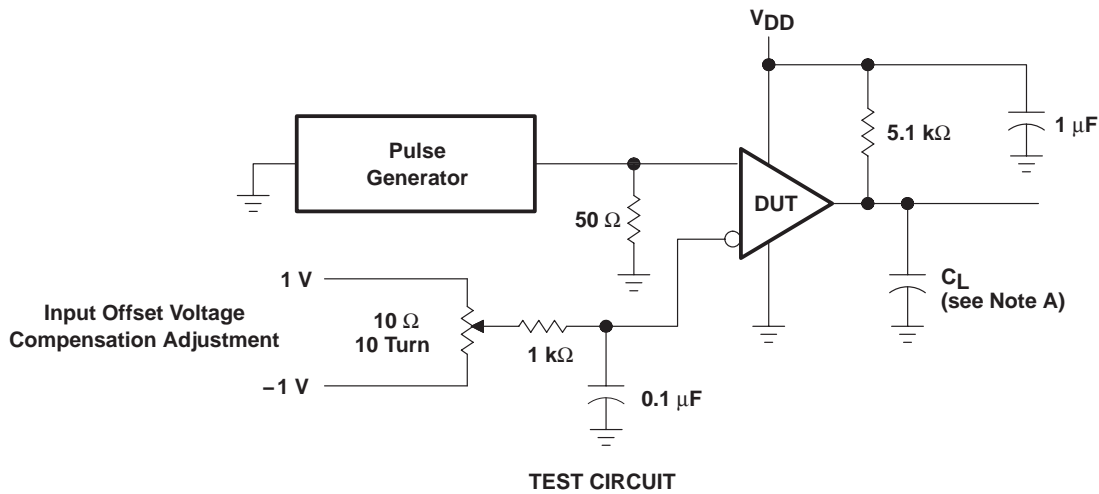 VDD
5.1 kΩ
1 μF
Pulse
Generator
50 Ω
DUT
CL
(see Note A)
1 V
Input Offset Voltage
Compensation Adjustment
10 Ω
10 Turn
1 kΩ
−1 V
0.1 μF
TEST CIRCUIT